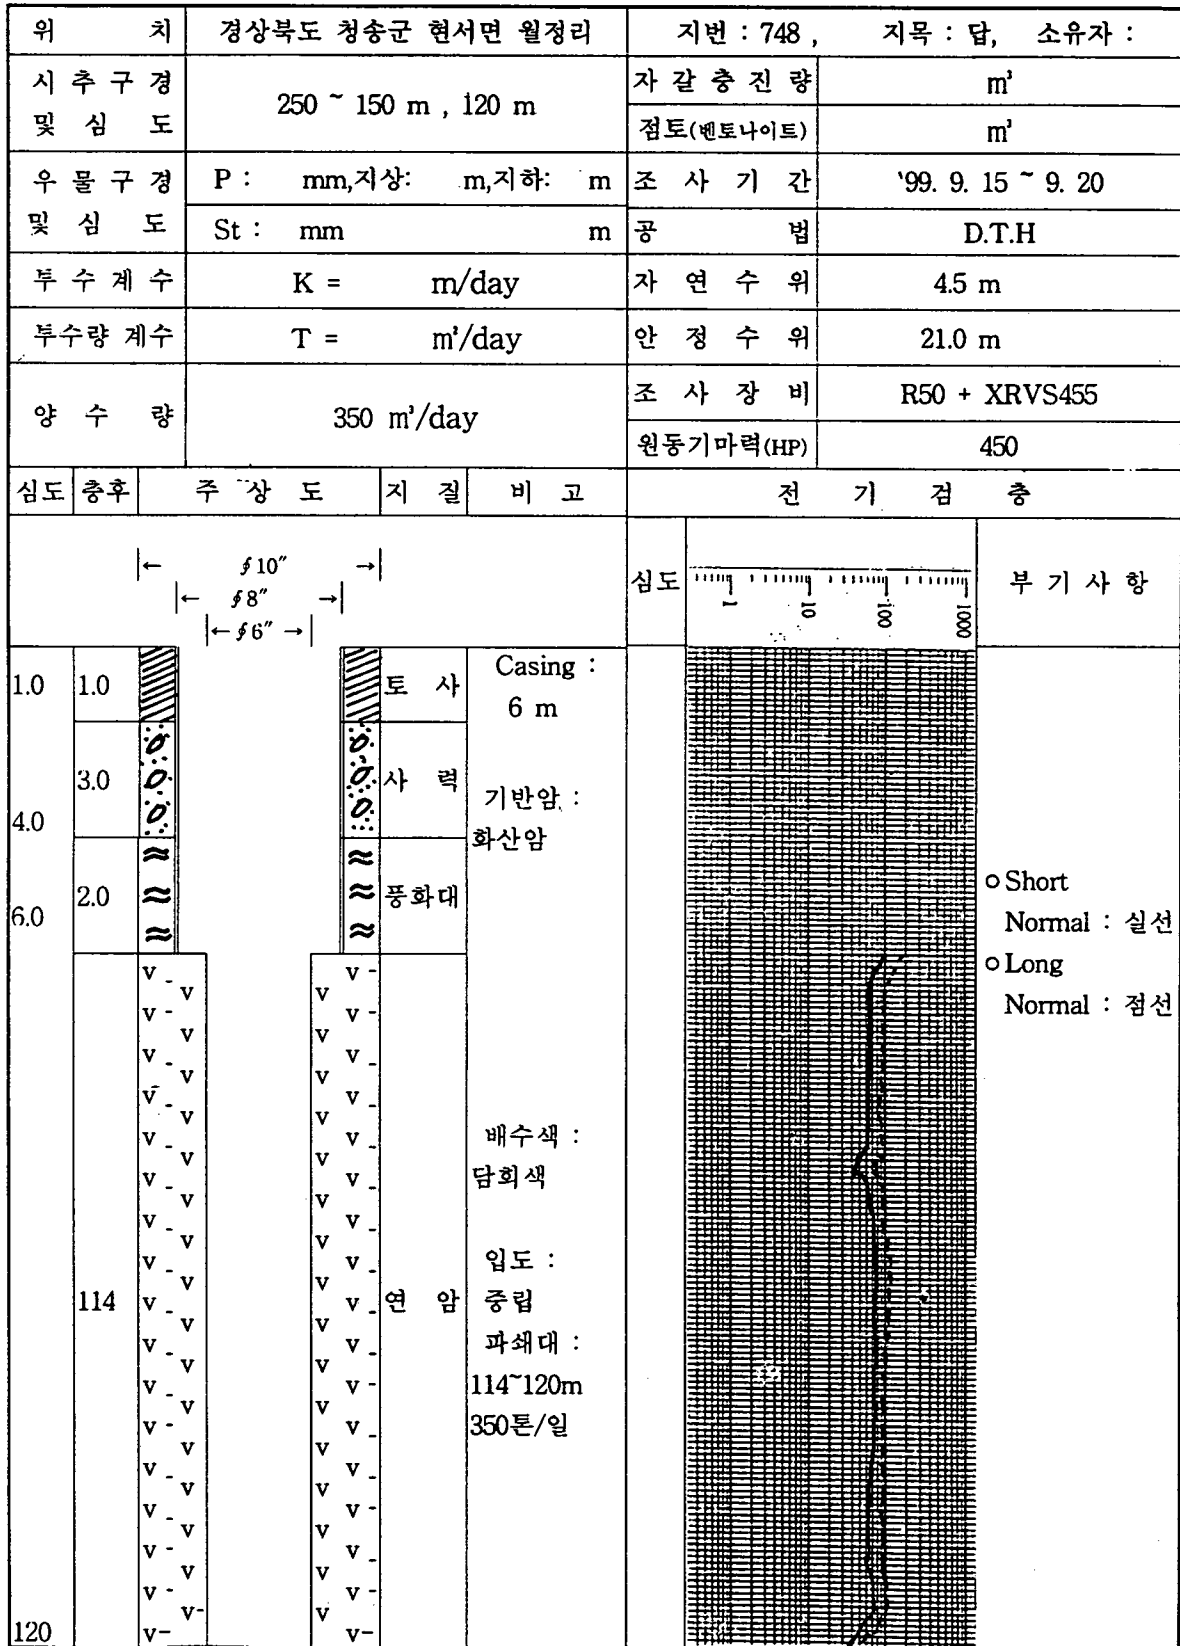 위 치 경상북도 청송군 현서면 월정리 지번 : 748 , 지목 : 답, 소유자 :
시 추 구 경 및 심 도 250 ~ 150 m , 120 m 자 갈 충 진 량 m³
점토(벤토나이트) m³
우 물 구 경 및 심 도 P : mm,지상: m,지하: m 조 사 기 간 '99. 9. 15 ~ 9. 20
St : mm m 공 법 D.T.H
투 수 계 수 K = m/day 자 연 수 위 4.5 m
투수량 계수 T = m²/day 안 정 수 위 21.0 m
양 수 량 350 m³/day 조 사 장 비 R50 + XRVS455
원동기마력(HP) 450
심도 층후 주 상 도 지 질 비 고 전 기 검 층
← ∮10″ →
← ∮8″ →
← ∮6″ →
심도 1 10 100 1000 부 기 사 항
1.0 1.0 토 사 Casing :
6 m
3.0 사 력 기반암 :
4.0 화산암
2.0 풍화대
6.0
○ Short
Normal : 실선
○ Long
Normal : 점선
배수색 :
담회색
입도 :
114 연 암 중립
파쇄대 :
114~120m
350톤/일
120